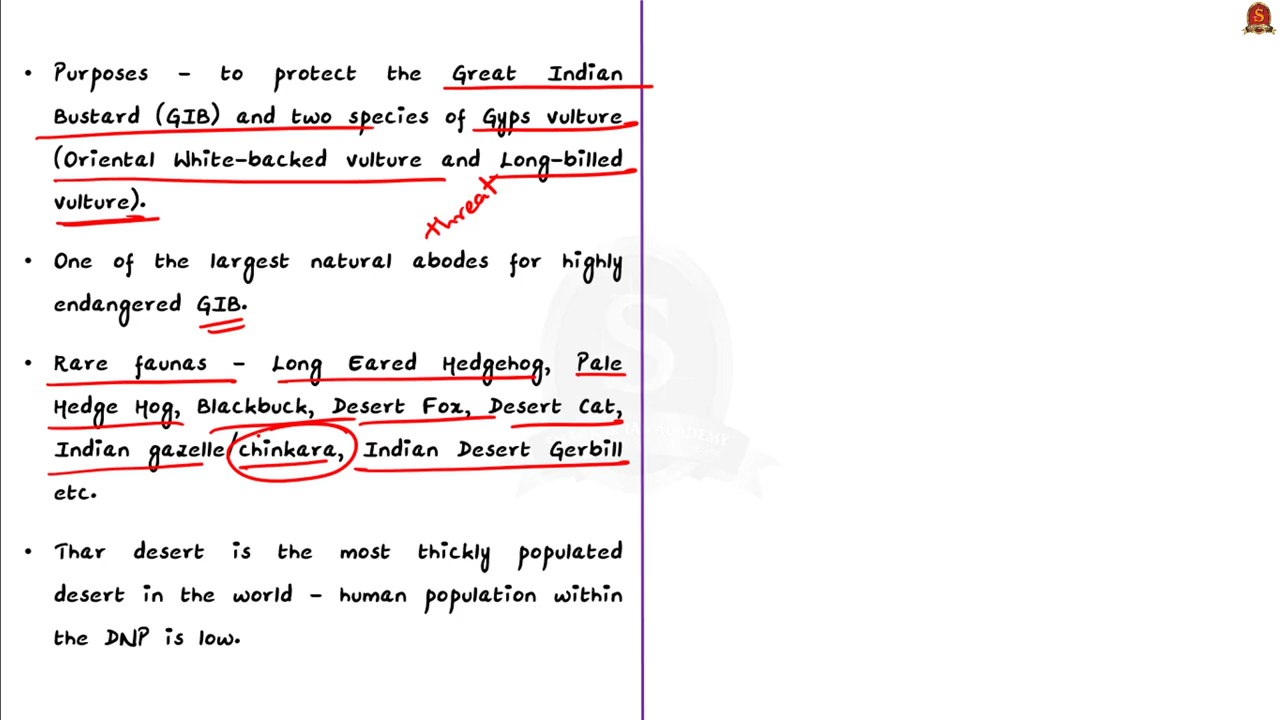 • Purposes – to protect the Great Indian
Bustard (GIB) and two species of Gyps vulture
(Oriental White-backed vulture and Long-billed
vulture).
threat
• One of the largest natural abodes for highly
endangered GIB.
• Rare faunas – Long Eared Hedgehog, Pale
Hedge Hog, Blackbuck, Desert Fox, Desert Cat,
Indian gazelle/chinkara, Indian Desert Gerbill
etc.
• Thar desert is the most thickly populated
desert in the world – human population within
the DNP is low.
S
S
ACADEMY